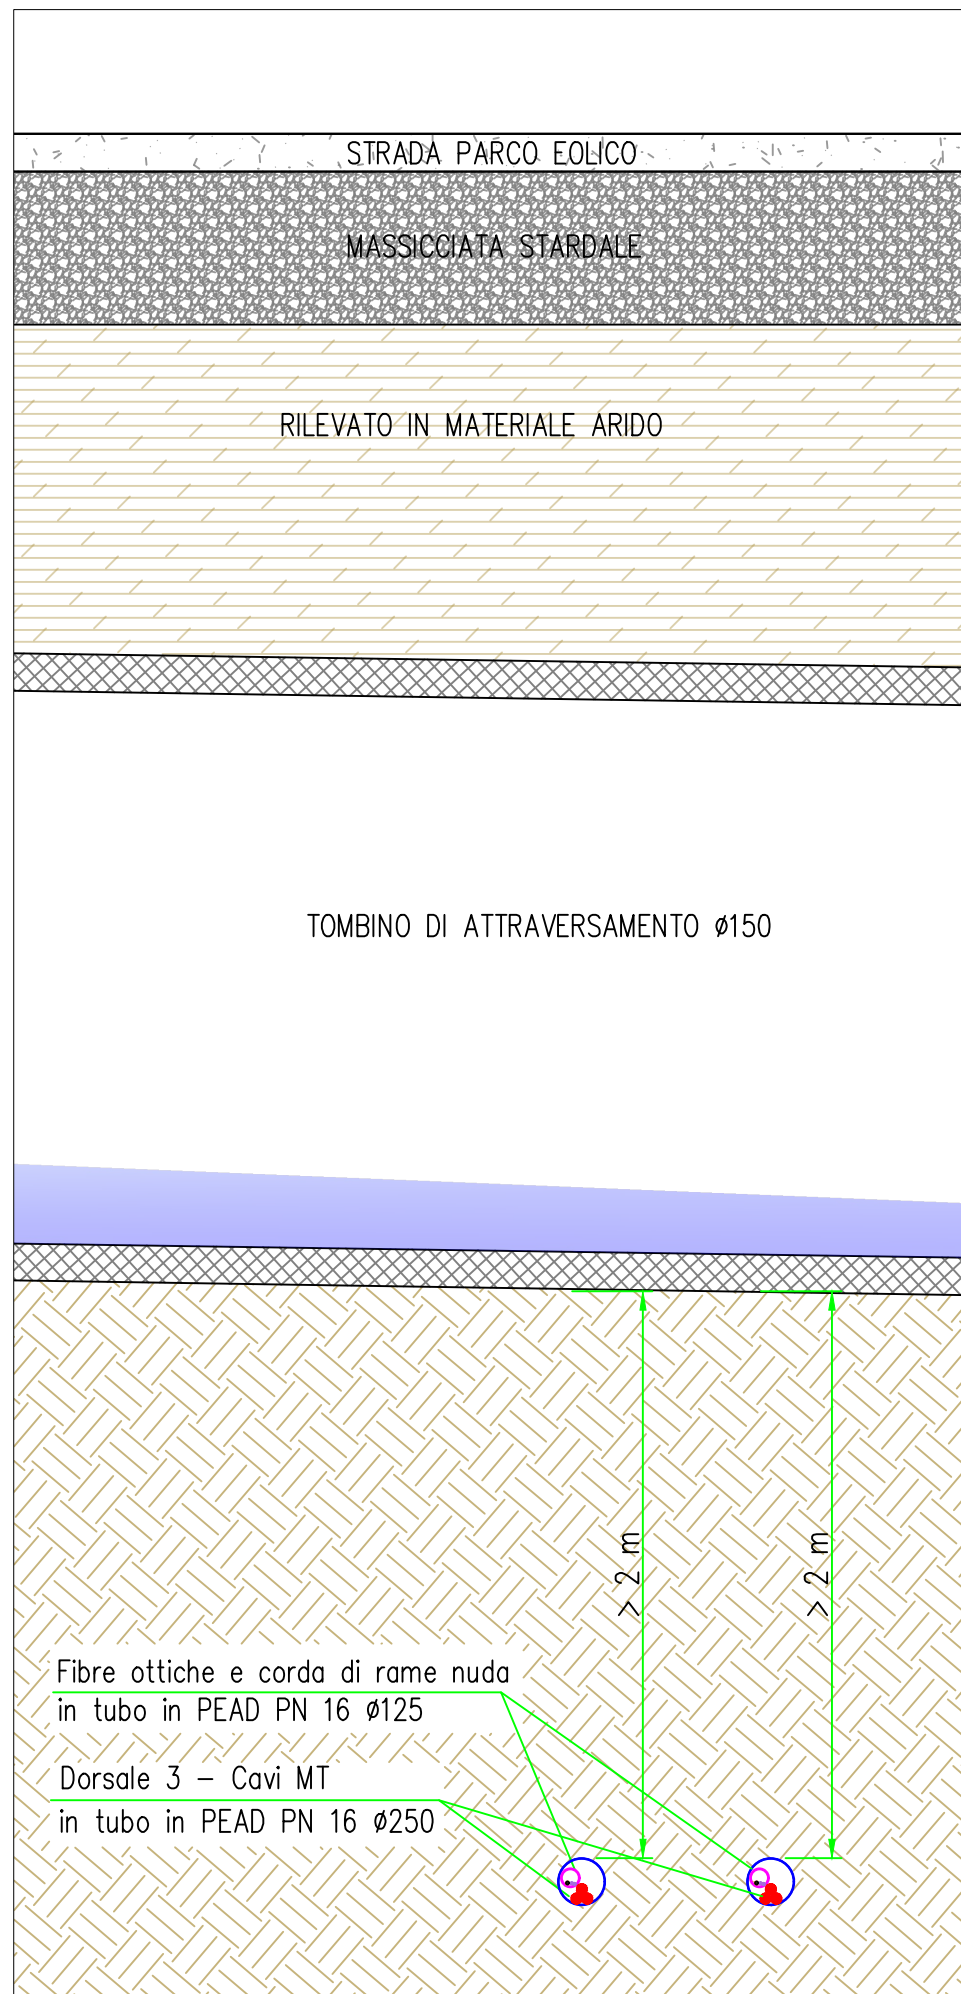 STRADA PARCO EOLICO
MASSICCIATA STARDALE
RILEVATO IN MATERIALE ARIDO
TOMBINO DI ATTRAVERSAMENTO ø150
> 2 m
> 2 m
Fibre ottiche e corda di rame nuda
in tubo in PEAD PN 16 ø125
Dorsale 3 – Cavi MT
in tubo in PEAD PN 16 ø250